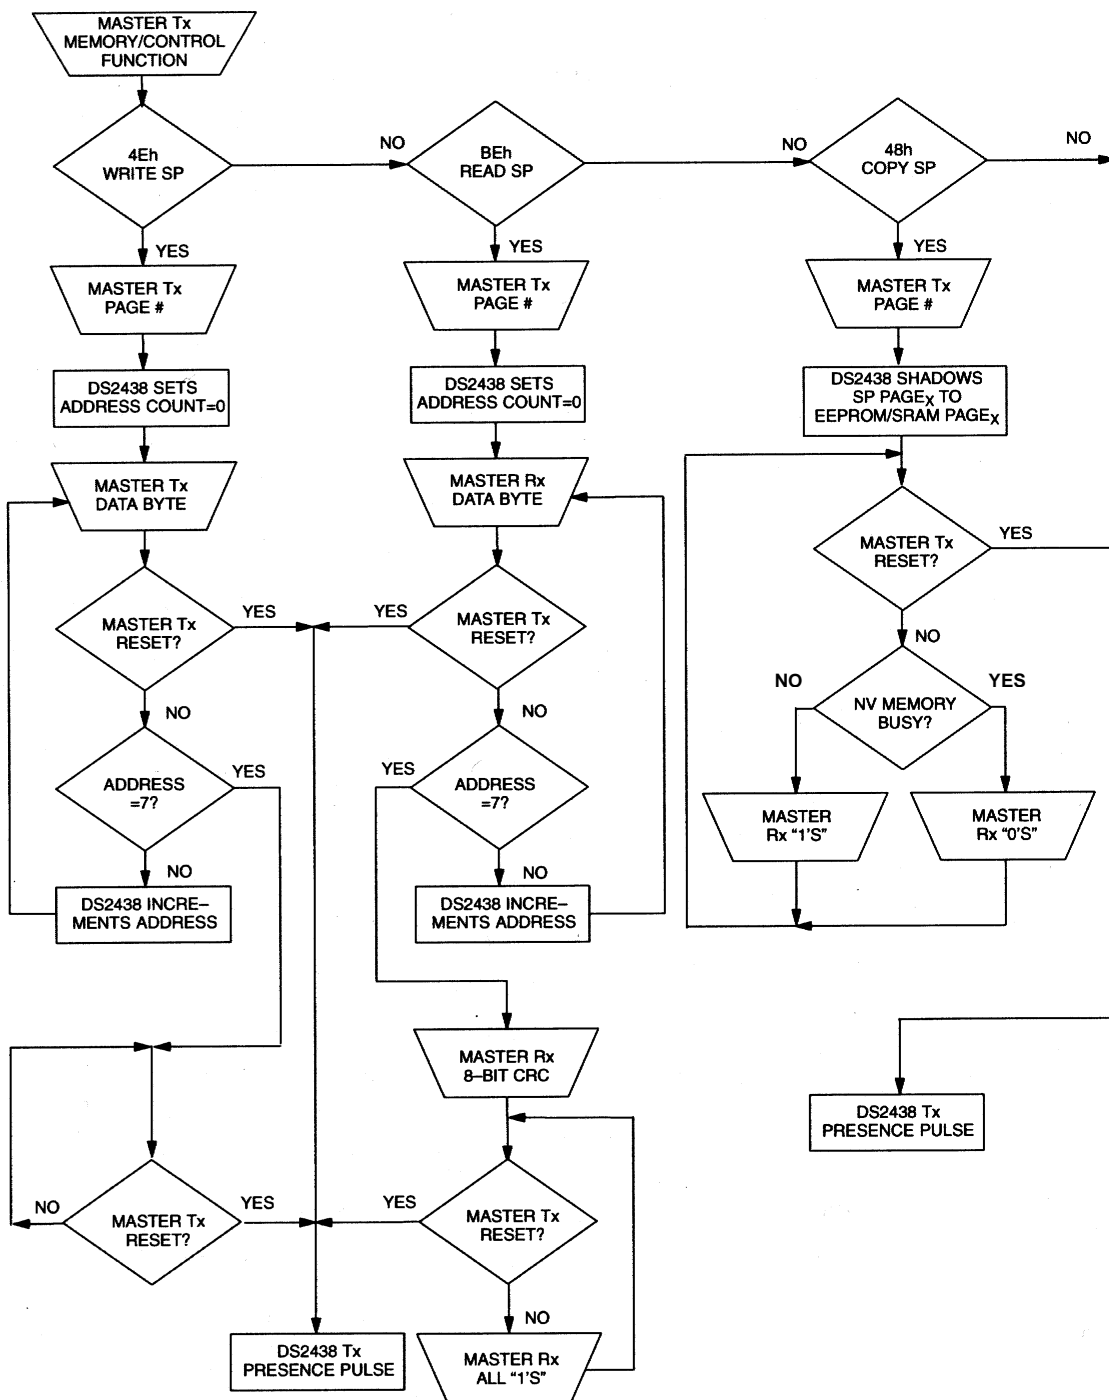 MASTER Tx
MEMORY/CONTROL
FUNCTION
4Eh
WRITE SP
NO
BEh
READ SP
NO
48h
COPY SP
NO
YES
YES
YES
MASTER Tx
PAGE #
MASTER Tx
PAGE #
MASTER Tx
PAGE #
DS2438 SETS
ADDRESS COUNT=0
DS2438 SETS
ADDRESS COUNT=0
DS2438 SHADOWS
SP PAGEX TO
EEPROM/SRAM PAGEX
MASTER Tx
DATA BYTE
MASTER Rx
DATA BYTE
MASTER Tx
RESET?
YES
MASTER Tx
RESET?
YES
YES
MASTER Tx
RESET?
NO
NO
NO
NO
NV MEMORY
BUSY?
YES
ADDRESS
=7?
YES
YES
ADDRESS
=7?
MASTER
Rx “1’S”
MASTER
Rx “0’S”
NO
NO
DS2438 INCRE–
MENTS ADDRESS
DS2438 INCRE–
MENTS ADDRESS
MASTER Rx
8–BIT CRC
DS2438 Tx
PRESENCE PULSE
NO
MASTER Tx
RESET?
YES
YES
MASTER Tx
RESET?
NO
DS2438 Tx
PRESENCE PULSE
MASTER Rx
ALL “1’S”